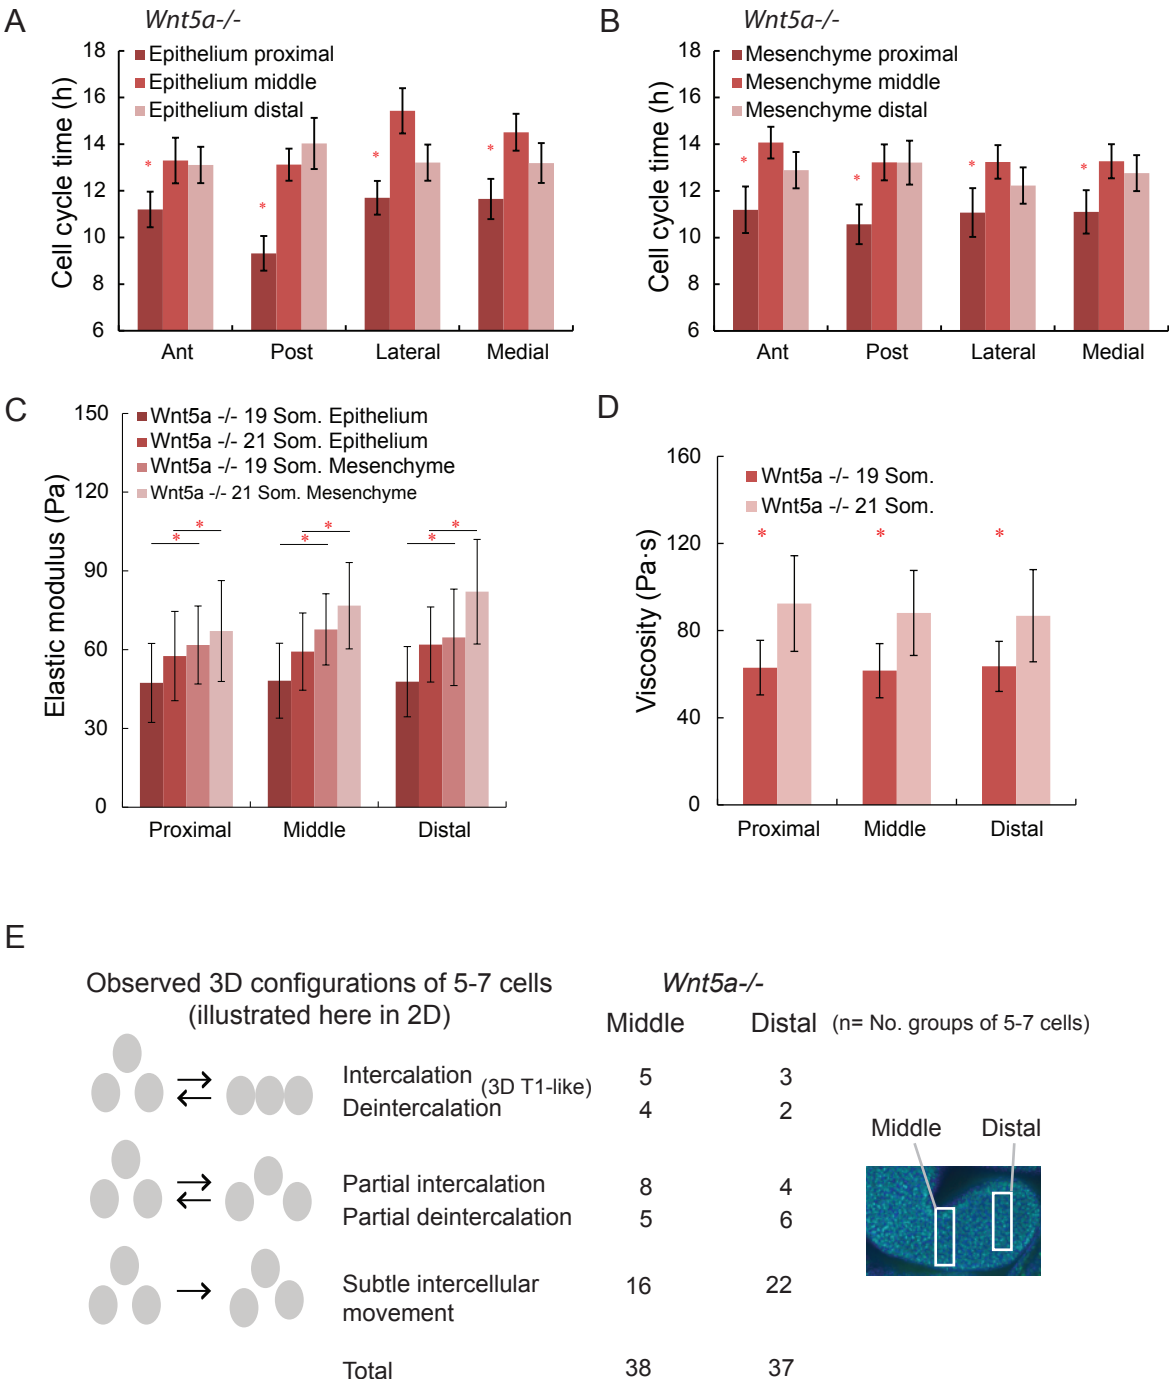 A
Wnt5a-/-
Cell cycle time (h)
18
16
14
12
10
8
6
Epithelium proximal
Epithelium middle
Epithelium distal
*
*
*
*
Ant Post Lateral Medial
B
Wnt5a-/-
Cell cycle time (h)
18
16
14
12
10
8
6
Mesenchyme proximal
Mesenchyme middle
Mesenchyme distal
*
*
*
*
Ant Post Lateral Medial
C
Elastic modulus (Pa)
150
120
90
60
30
0
Wnt5a -/- 19 Som. Epithelium
Wnt5a -/- 21 Som. Epithelium
Wnt5a -/- 19 Som. Mesenchyme
Wnt5a -/- 21 Som. Mesenchyme
* * *
* * *
Proximal Middle Distal
D
Viscosity (Pa·s)
160
120
80
40
0
Wnt5a -/- 19 Som.
Wnt5a -/- 21 Som.
* * *
Proximal Middle Distal
E
Observed 3D configurations of 5-7 cells
(illustrated here in 2D)
Wnt5a-/-
Middle Distal (n= No. groups of 5-7 cells)
Intercalation (3D T1-like) 5 3
Deintercalation 4 2
Partial intercalation 8 4
Partial deintercalation 5 6
Subtle intercellular 16 22
movement
Total 38 37
Middle Distal